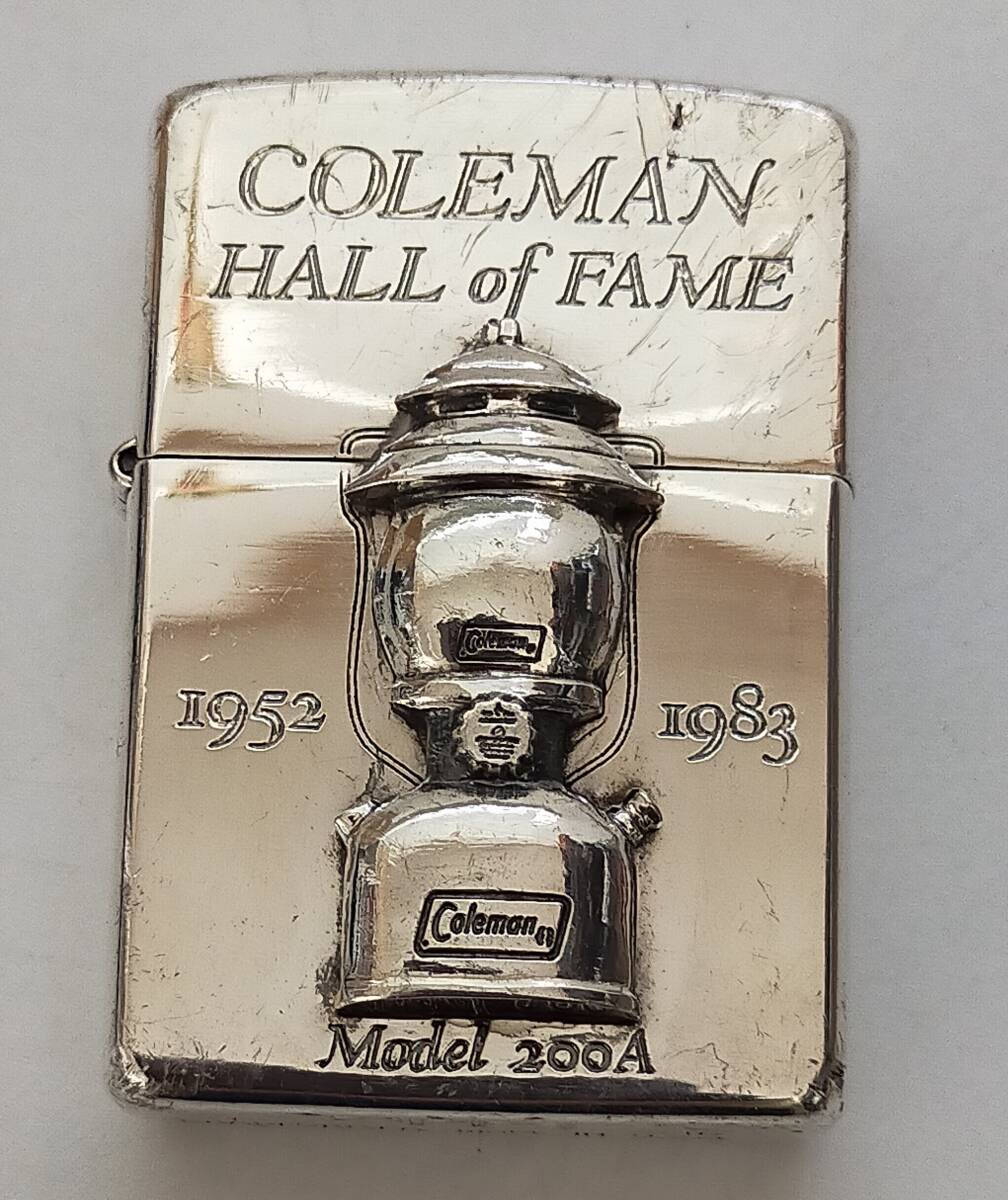 COLEMAN
HALL of FAME
Coleman
1952
1983
Coleman
Model 200A